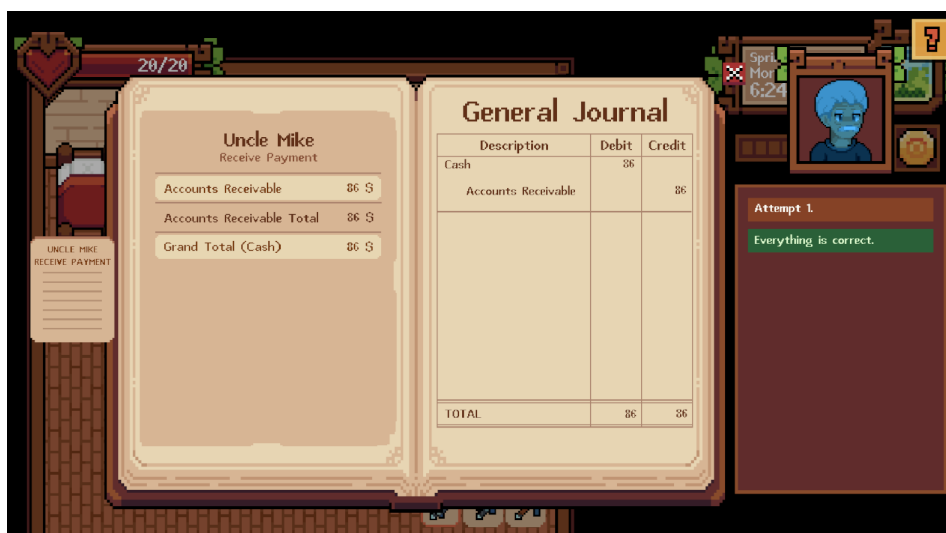 20/20
6:24
Uncle Mike
Receive Payment
Accounts Receivable 86 $
Accounts Receivable Total 86 $
Grand Total (Cash) 86 $
UNCLE MIKE
RECEIVE PAYMENT
General Journal
Description Debit Credit
Cash 86
Accounts Receivable 86
TOTAL 86 86
?
Attempt 1.
Everything is correct.